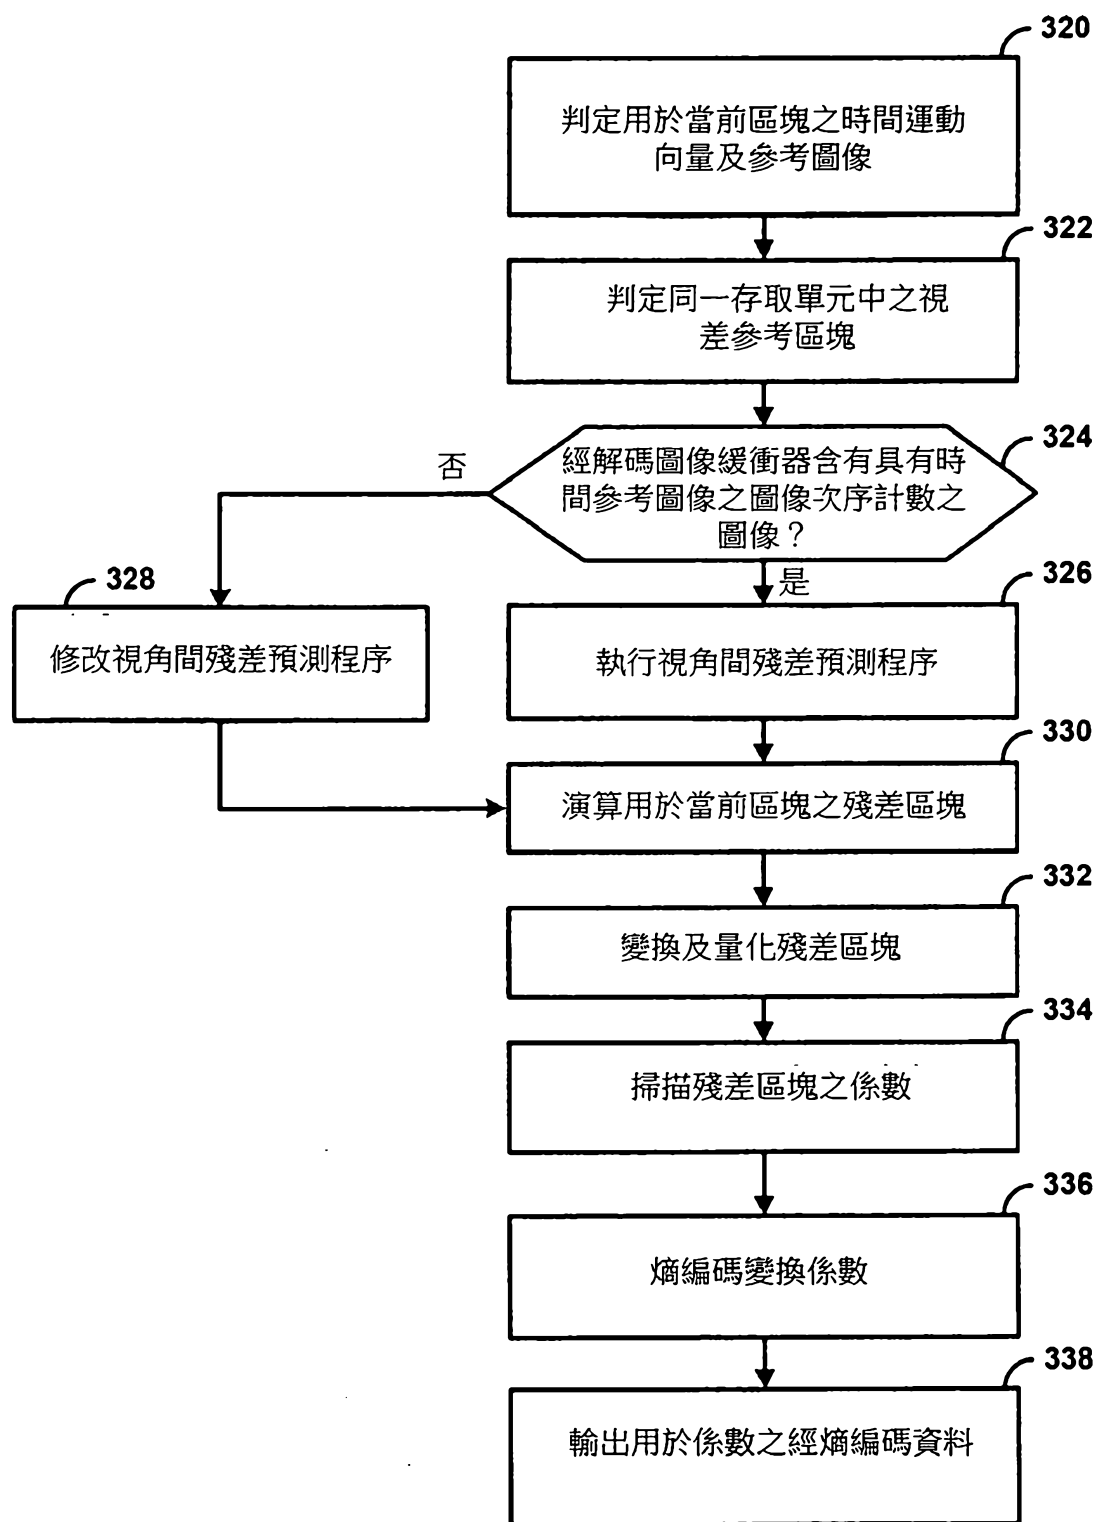 320
判定用於當前區塊之時間運動
向量及參考圖像
322
判定同一存取單元中之視
差參考區塊
324
經解碼圖像緩衝器含有具有時
間參考圖像之圖像次序計數之
圖像？
否
是
328
修改視角間殘差預測程序
326
執行視角間殘差預測程序
330
演算用於當前區塊之殘差區塊
332
變換及量化殘差區塊
334
掃描殘差區塊之係數
336
熵編碼變換係數
338
輸出用於係數之經熵編碼資料